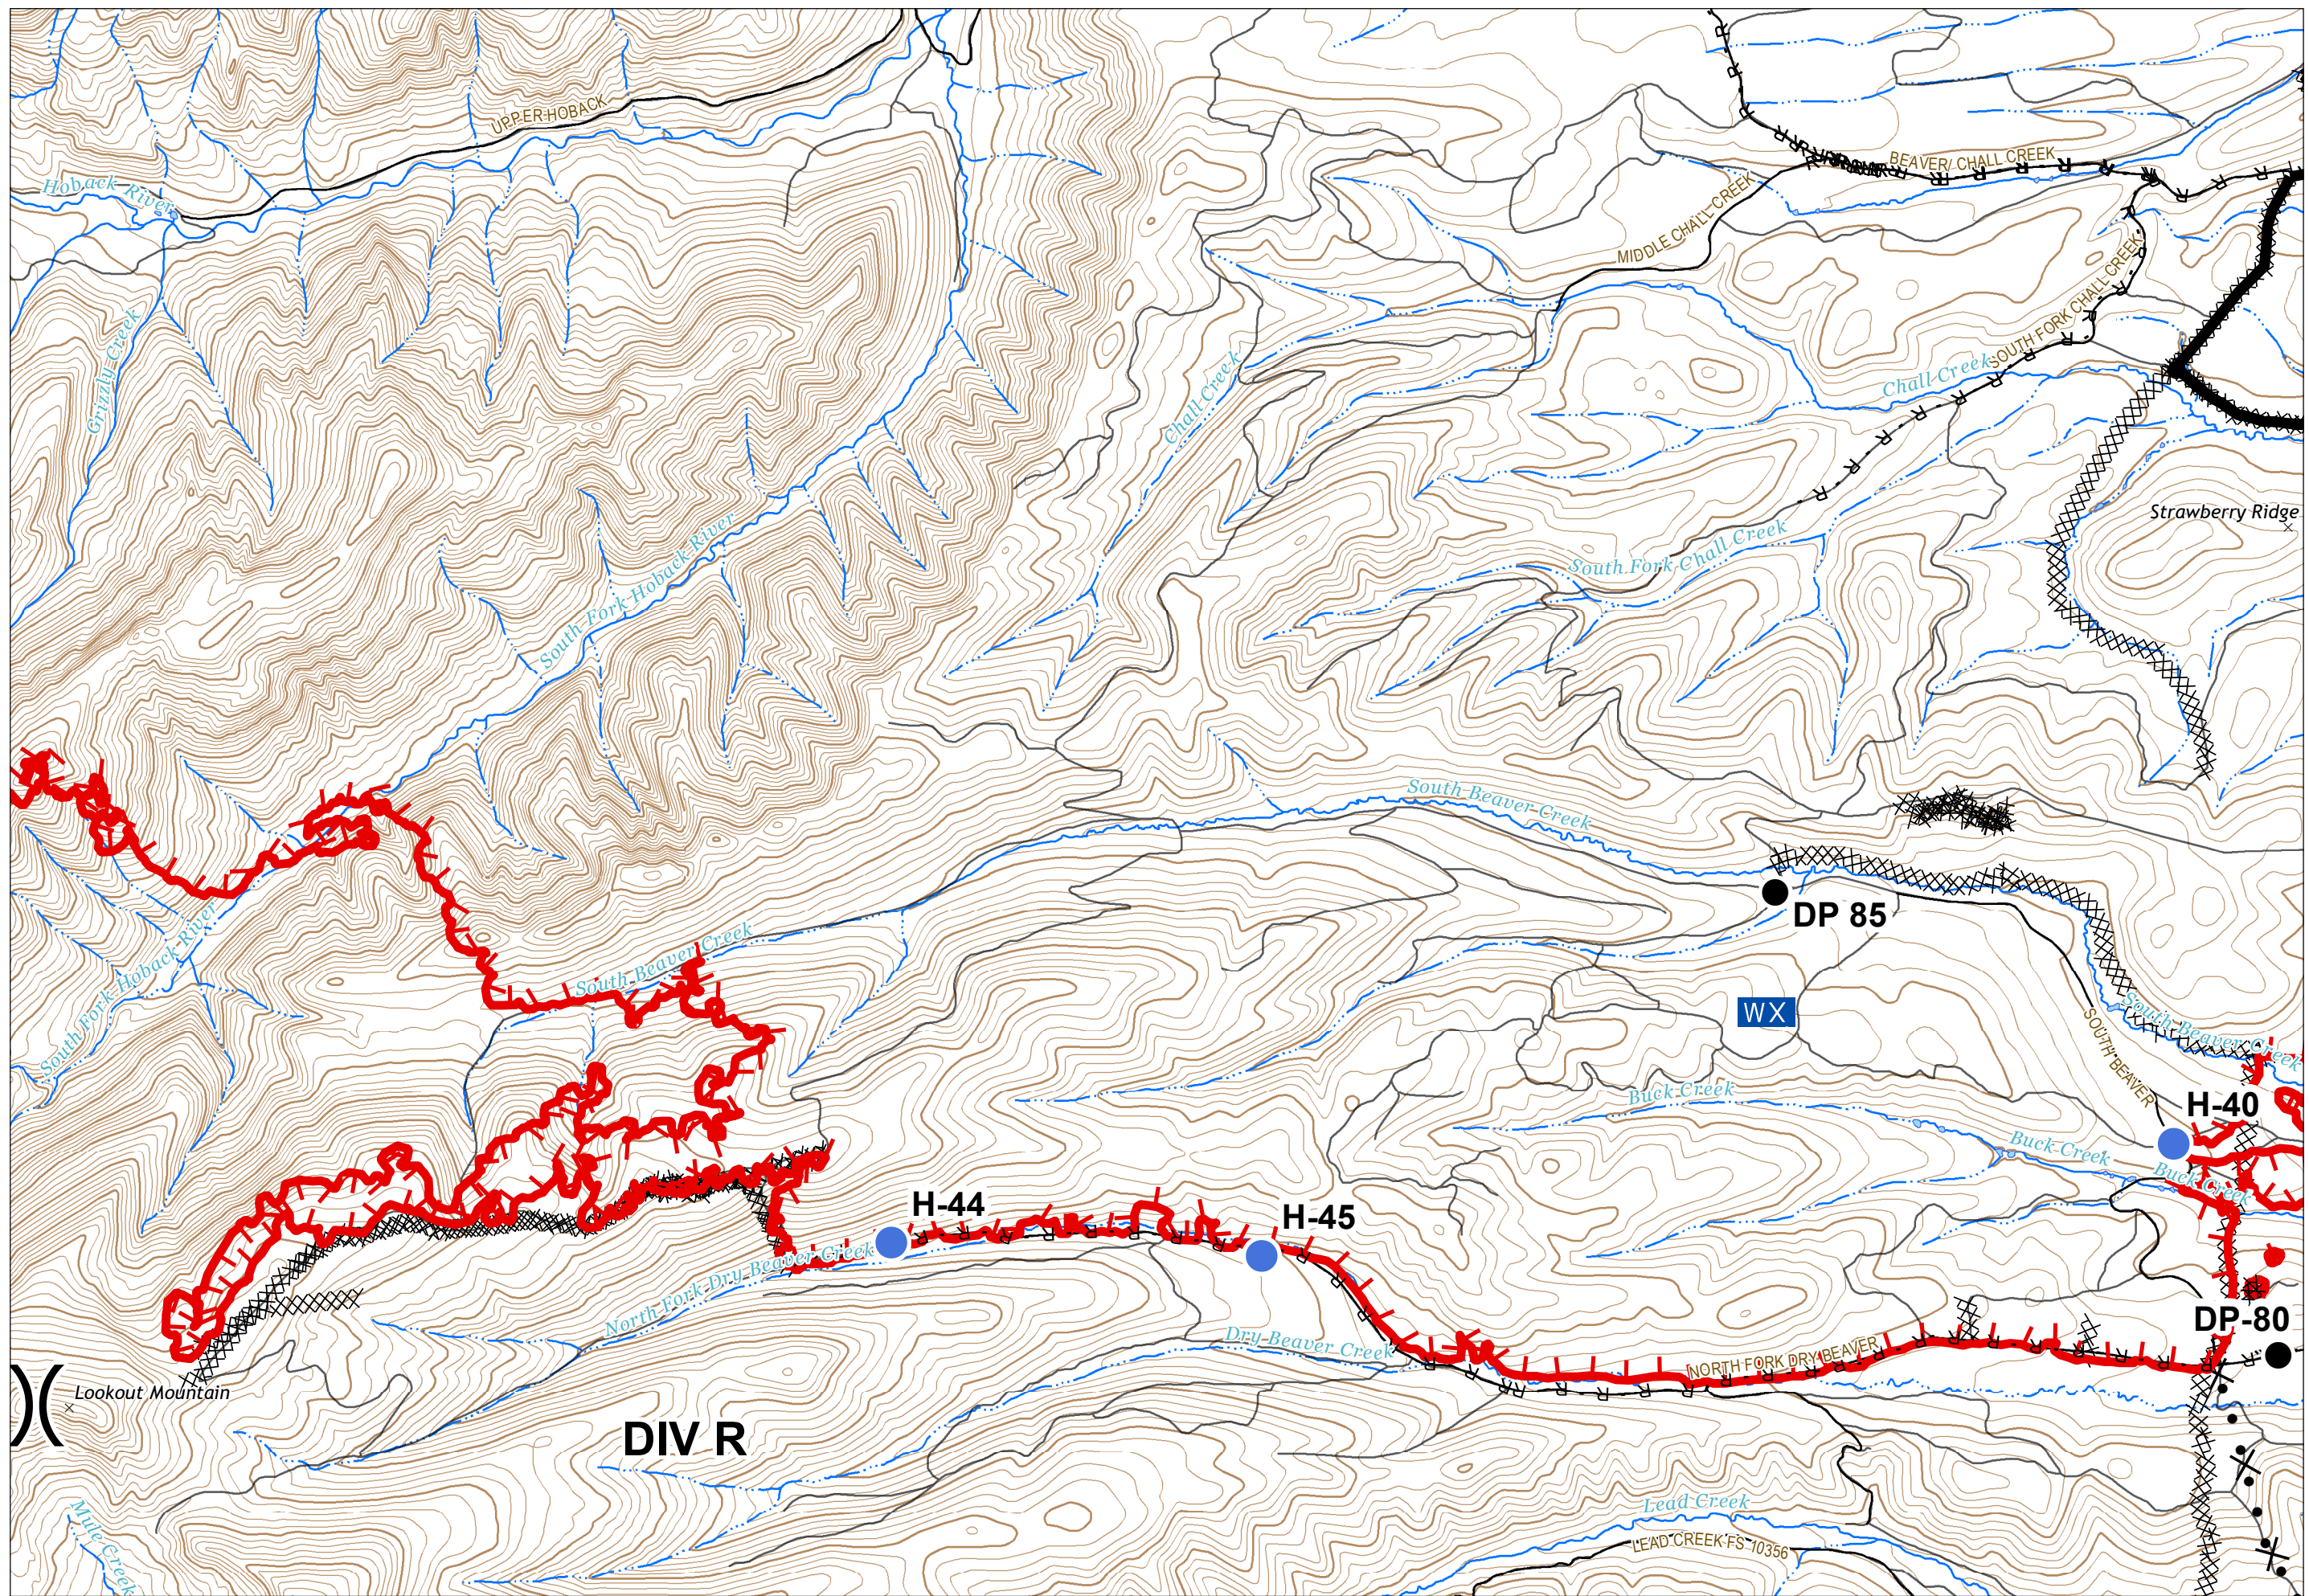 UPPER HOBACK
BEAVER/ CHALL CREEK
Hoback River
MIDDLE CHALL CREEK
SOUTH FORK CHALL CREEK
Grizzly Creek
Chall Creek
Chall Creek
Strawberry Ridge
South Fork Hoback River
South Fork Chall Creek
South Beaver Creek
DP 85
South Fork Hoback River
South Beaver Creek
WX
SOUTH BEAVER
South Beaver Creek
Buck Creek
H-40
Buck Creek
Buck Creek
H-44
H-45
North Fork Dry Beaver Creek
Dry Beaver Creek
DP-80
NORTH FORK DRY BEAVER
Lookout Mountain
DIV R
Mule Creek
Lead Creek
LEAD CREEK FS 10356